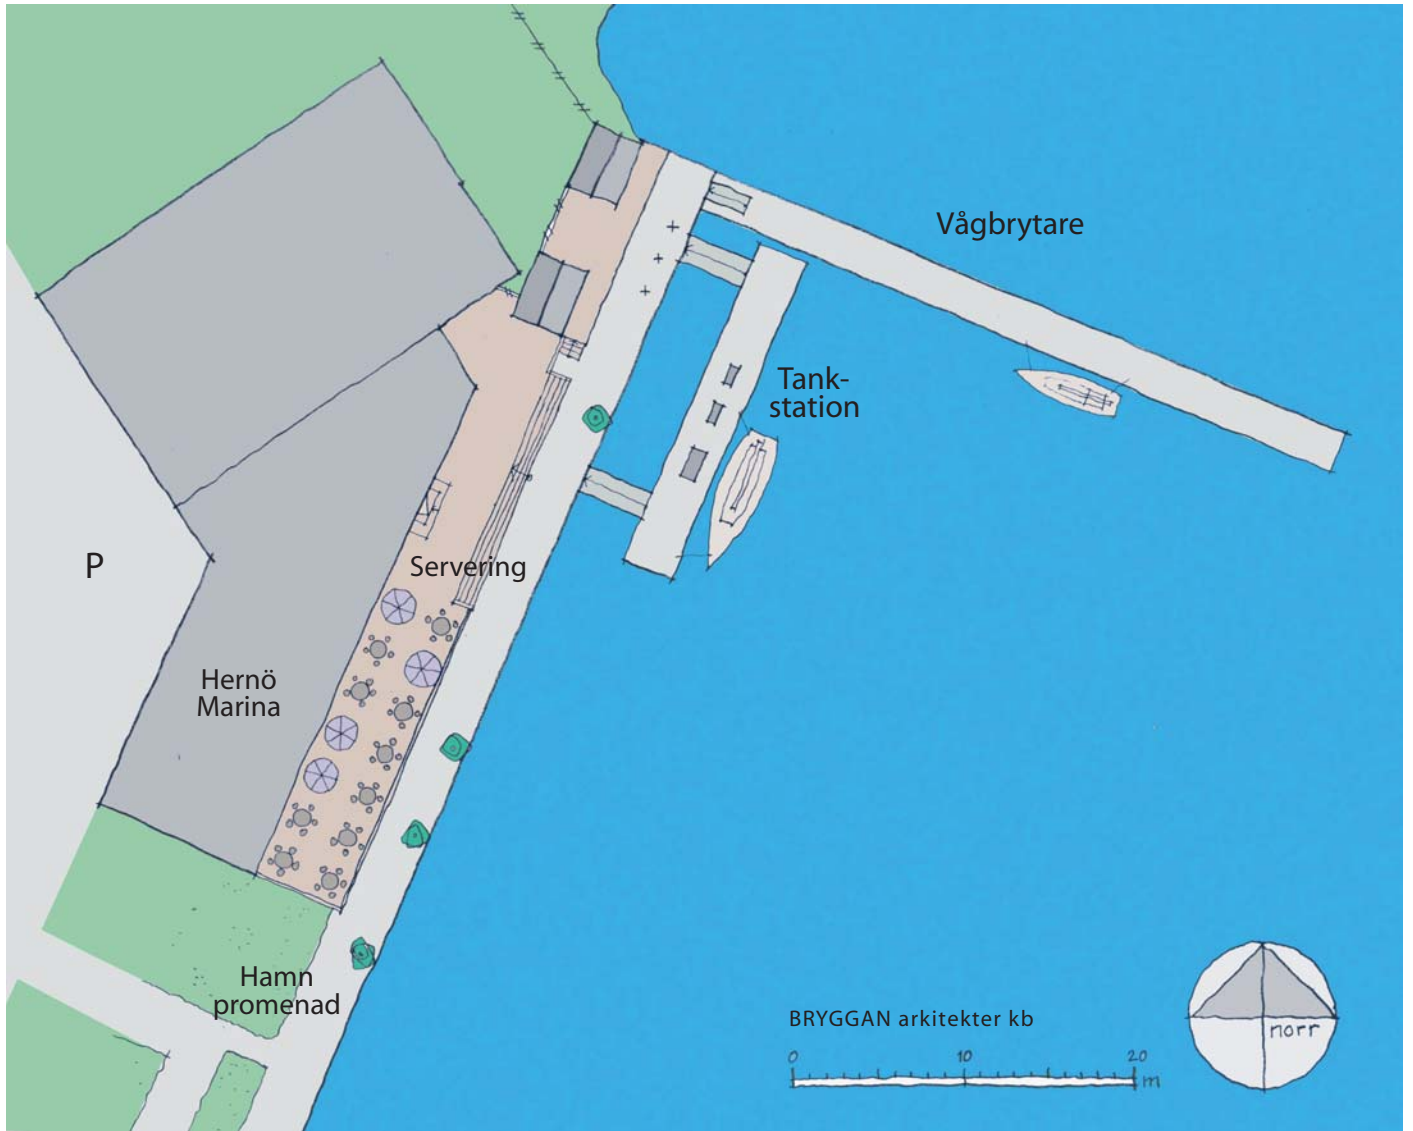 Vågbrytare
Tank-
station
P
Servering
Hernö
Marina
Hamn
promenad
BRYGGAN arkitekter kb
0 10 20
m
norr